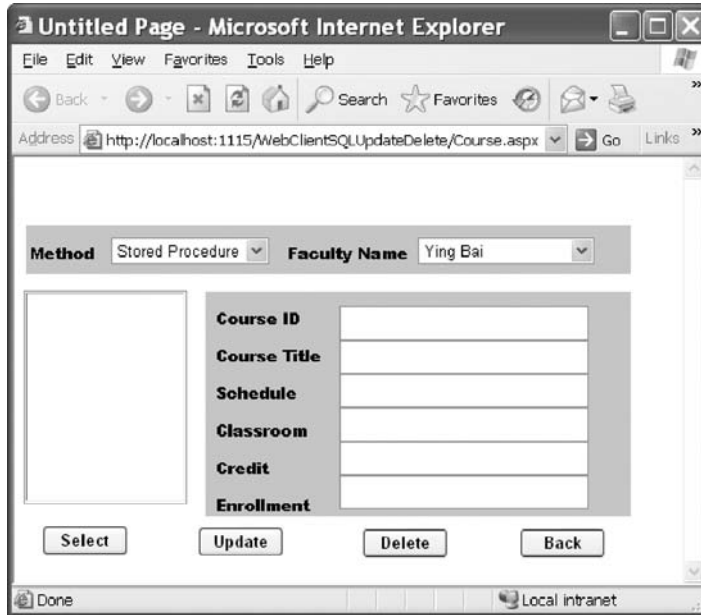 Untitled Page - Microsoft Internet Explorer
File Edit View Favorites Tools Help
Back Search Favorites »
Address http://localhost:1115/WebClientSQLUpdateDelete/Course.aspx Go Links »
Method Stored Procedure Faculty Name Ying Bai
Course ID
Course Title
Schedule
Classroom
Credit
Enrollment
Select Update Delete Back
Done Local intranet